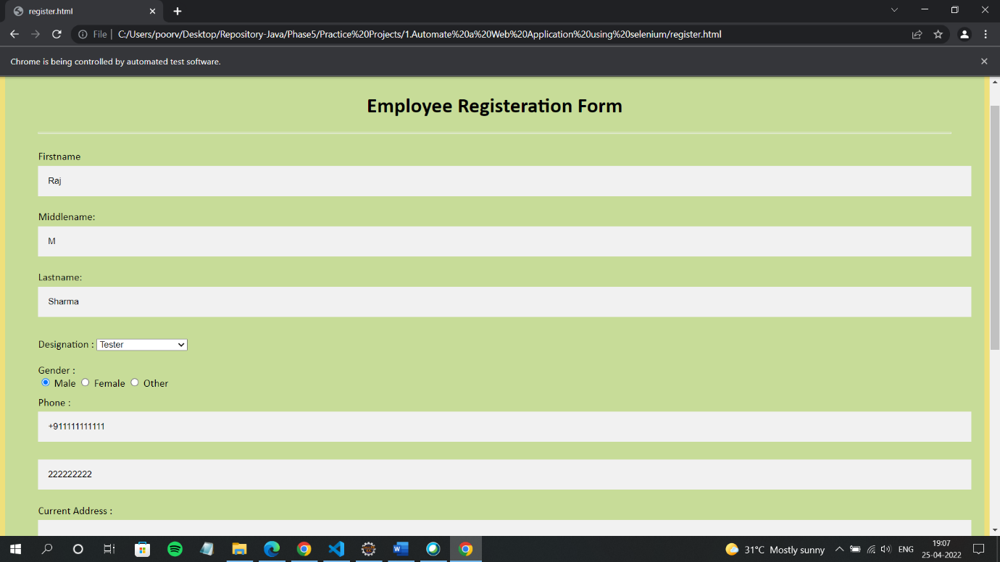 register.html
File
C:/Users/poorv/Desktop/Repository-Java/Phase5/Practice%20Projects/1.Automate%20a%20Web%20Application%20using%20selenium/register.html
Chrome is being controlled by automated test software.
Employee Registeration Form
Firstname
Raj
Middlename:
M
Lastname:
Sharma
Designation : Tester
Gender :
Male Female Other
Phone :
+911111111111
222222222
Current Address :
31°C Mostly sunny
ENG
19:07
25-04-2022